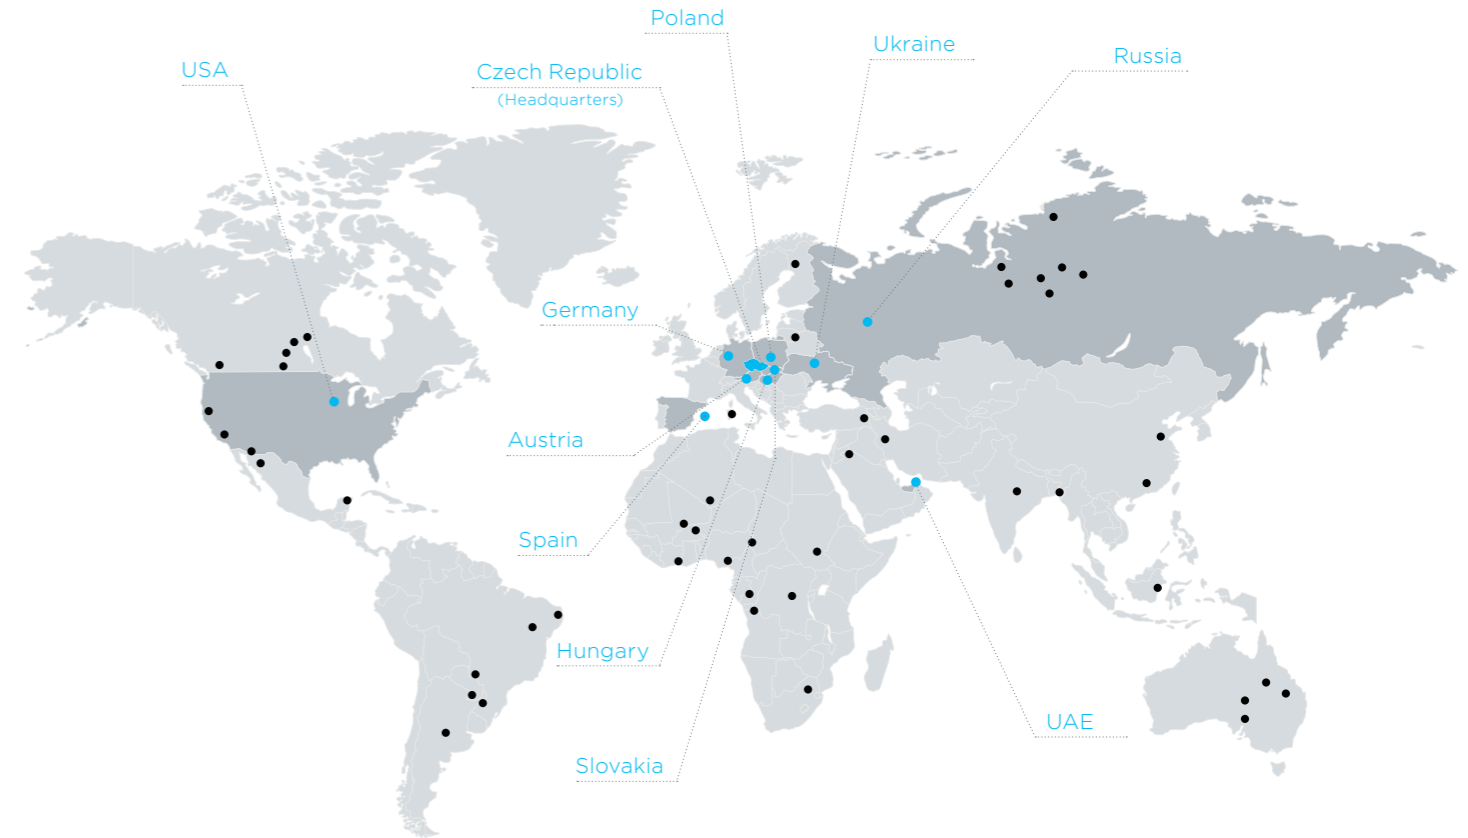 Poland
Ukraine
Russia
USA
Czech Republic
(Headquarters)
Germany
Austria
Spain
Hungary
UAE
Slovakia